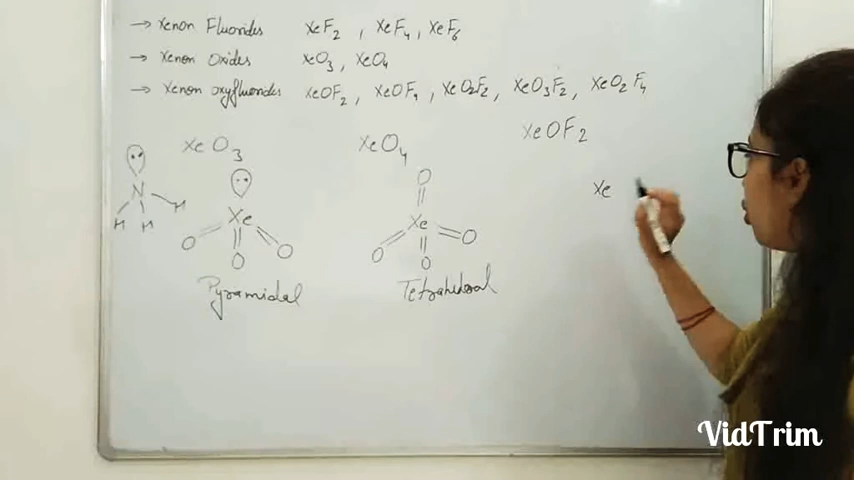 → Xenon Fluorides XeF2, XeF4, XeF6
→ Xenon Oxides XeO3, XeO4
→ Xenon oxyfluorides XeOF2, XeOF4, XeO2F2, XeO3F2, XeO2F4
XeO3
XeO4
XeOF2
N
H H H
Xe
O O O
Pyramidal
O
Xe
O O O
Tetrahedral
Xe
VidTrim